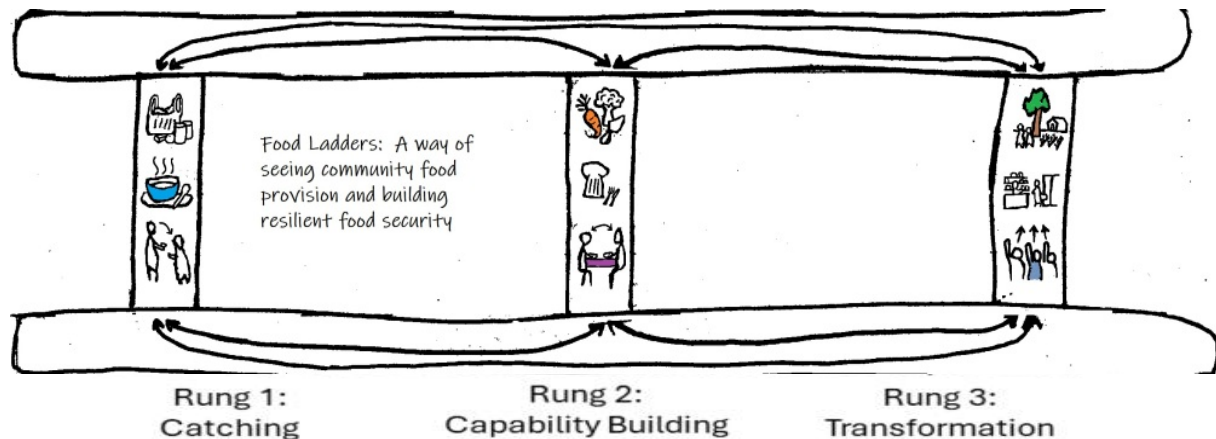 Food Ladders: A way of
seeing community food
provision and building
resilient food security
Rung 1:
Catching
Rung 2:
Capability Building
Rung 3:
Transformation